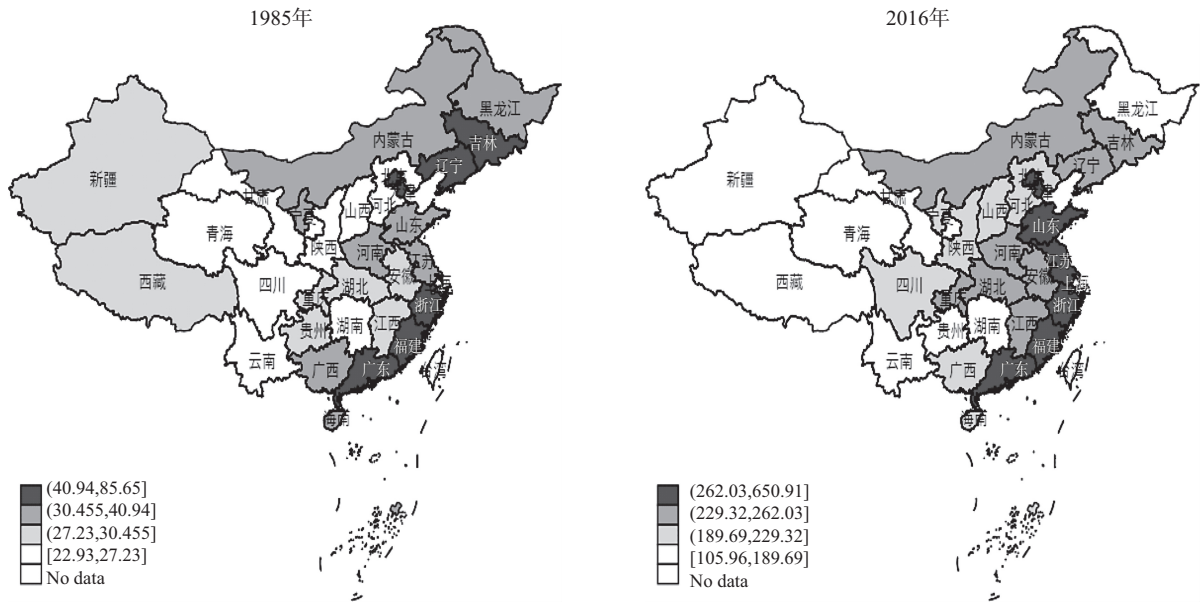 1985年
黑龙江
内蒙古
吉林
辽宁
新疆
甘肃
北京
宁夏
山西
河北
青海
山东
陕西
河南
西藏
四川
江苏
安徽
湖北
重庆
上海
浙江
湖南
江西
贵州
福建
云南
广西
广东
台湾
海南
(40.94,85.65]
(30.455,40.94]
(27.23,30.455]
[22.93,27.23]
No data
2016年
黑龙江
内蒙古
吉林
辽宁
新疆
甘肃
宁夏
山西
河北
青海
山东
陕西
河南
江苏
西藏
四川
安徽
湖北
重庆
上海
浙江
湖南
江西
贵州
福建
云南
广西
广东
台湾
海南
(262.03,650.91]
(229.32,262.03]
(189.69,229.32]
[105.96,189.69]
No data